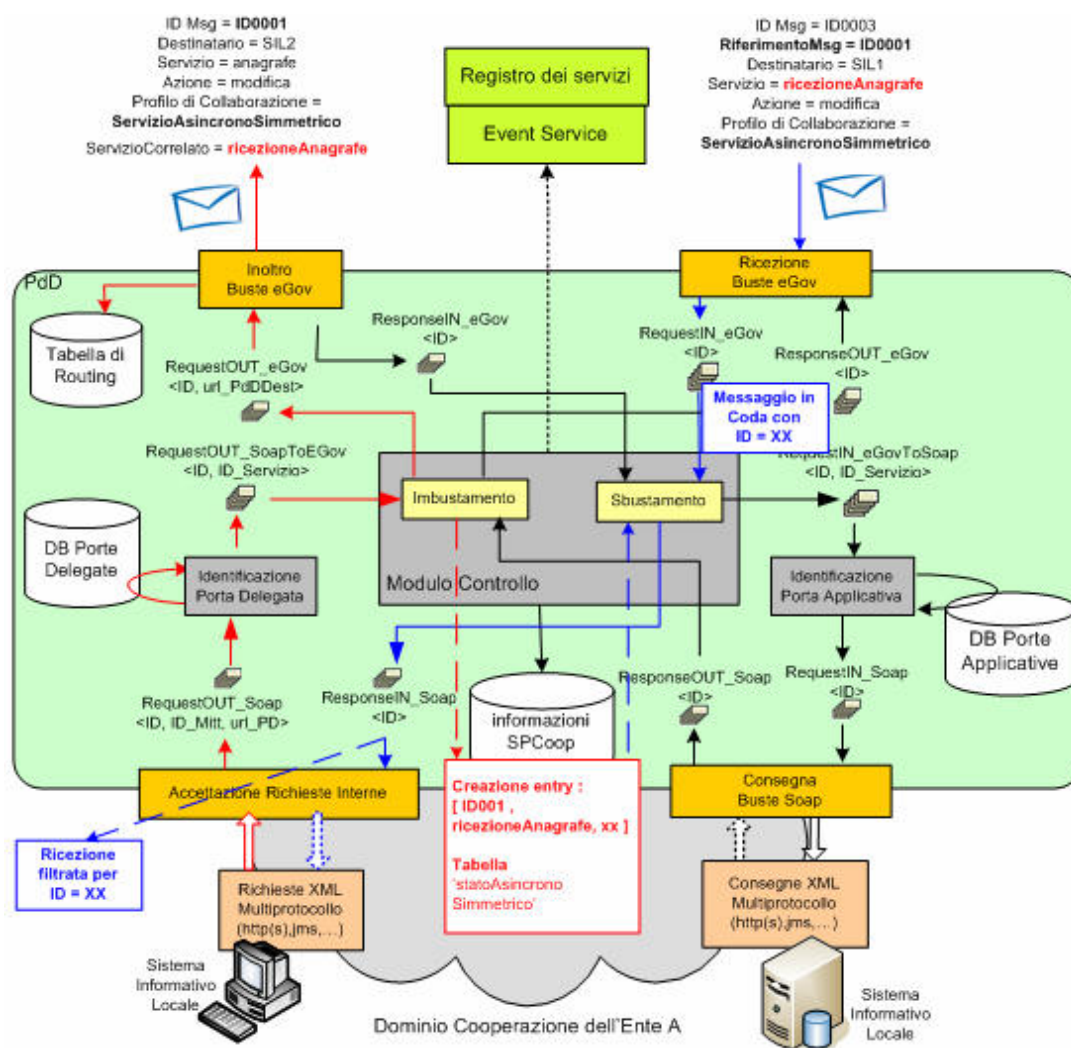 ID Msg = ID0001
Destinatario = SIL2
Servizio = anagrafe
Azione = modifica
Profilo di Collaborazione =
ServizioAsincronoSimmetrico
ServizioCorrelato = ricezioneAnagrafe
Registro dei servizi
Event Service
ID Msg = ID0003
RiferimentoMsg = ID0001
Destinatario = SIL1
Servizio = ricezioneAnagrafe
Azione = modifica
Profilo di Collaborazione =
ServizioAsincronoSimmetrico
PdD
Inoltro
Buste eGov
Ricezione
Buste eGov
Tabella di
Routing
ResponseIN_eGov
<ID>
RequestOUT_eGov
<ID, url_PdDDest>
RequestIN_eGov
<ID>
ResponseOUT_eGov
<ID>
Messaggio in
Coda con
ID = XX
RequestOUT_SoapToEGov
<ID, ID_Servizio>
RequestIN_eGovToSoap
<ID, ID_Servizio>
Imbustamento
Sbustamento
Modulo Controllo
DB Porte
Delegate
Identificazione
Porta Delegata
Identificazione
Porta Applicativa
DB Porte
Applicative
RequestOUT_Soap
<ID, ID_Mitt, url_PD>
ResponseIN_Soap
<ID>
informazioni
SPCoop
ResponseOUT_Soap
<ID>
RequestIN_Soap
<ID>
Accettazione Richieste Interne
Consegna
Buste Soap
Creazione entry :
[ ID001 ,
ricezioneAnagrafe, xx ]
Tabella
'statoAsincrono
Simmetrico'
Ricezione
filtrata per
ID = XX
Richieste XML
Multiprotocollo
(http(s),jms,...)
Consegne XML
Multiprotocollo
(http(s),jms,...)
Sistema
Informativo
Locale
Sistema
Informativo
Locale
Dominio Cooperazione dell'Ente A